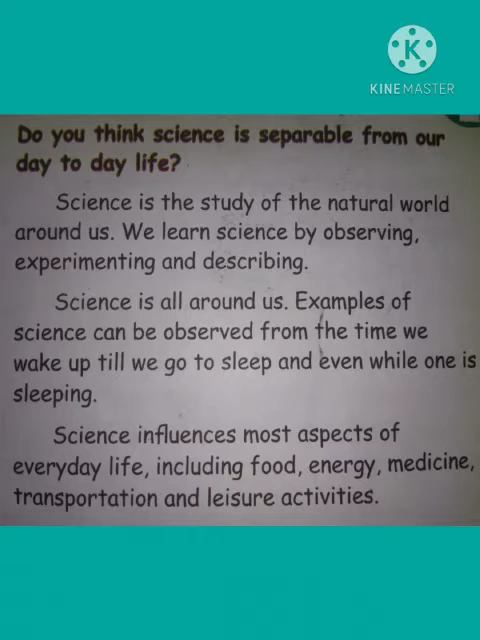 K
KINEMASTER
Do you think science is separable from our
day to day life?
Science is the study of the natural world
around us. We learn science by observing,
experimenting and describing.
Science is all around us. Examples of
science can be observed from the time we
wake up till we go to sleep and even while one is
sleeping.
Science influences most aspects of
everyday life, including food, energy, medicine,
transportation and leisure activities.